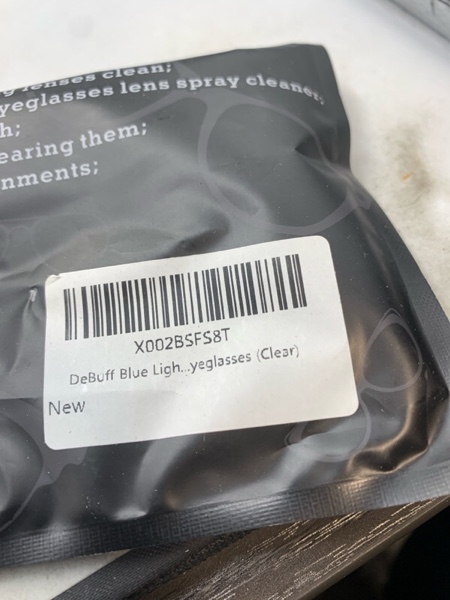 lenses clean;
yeglasses lens spray cleaner;
h;
earing them;
nments;
X002BSFS8T
DeBuff Blue Ligh...yeglasses (Clear)
New